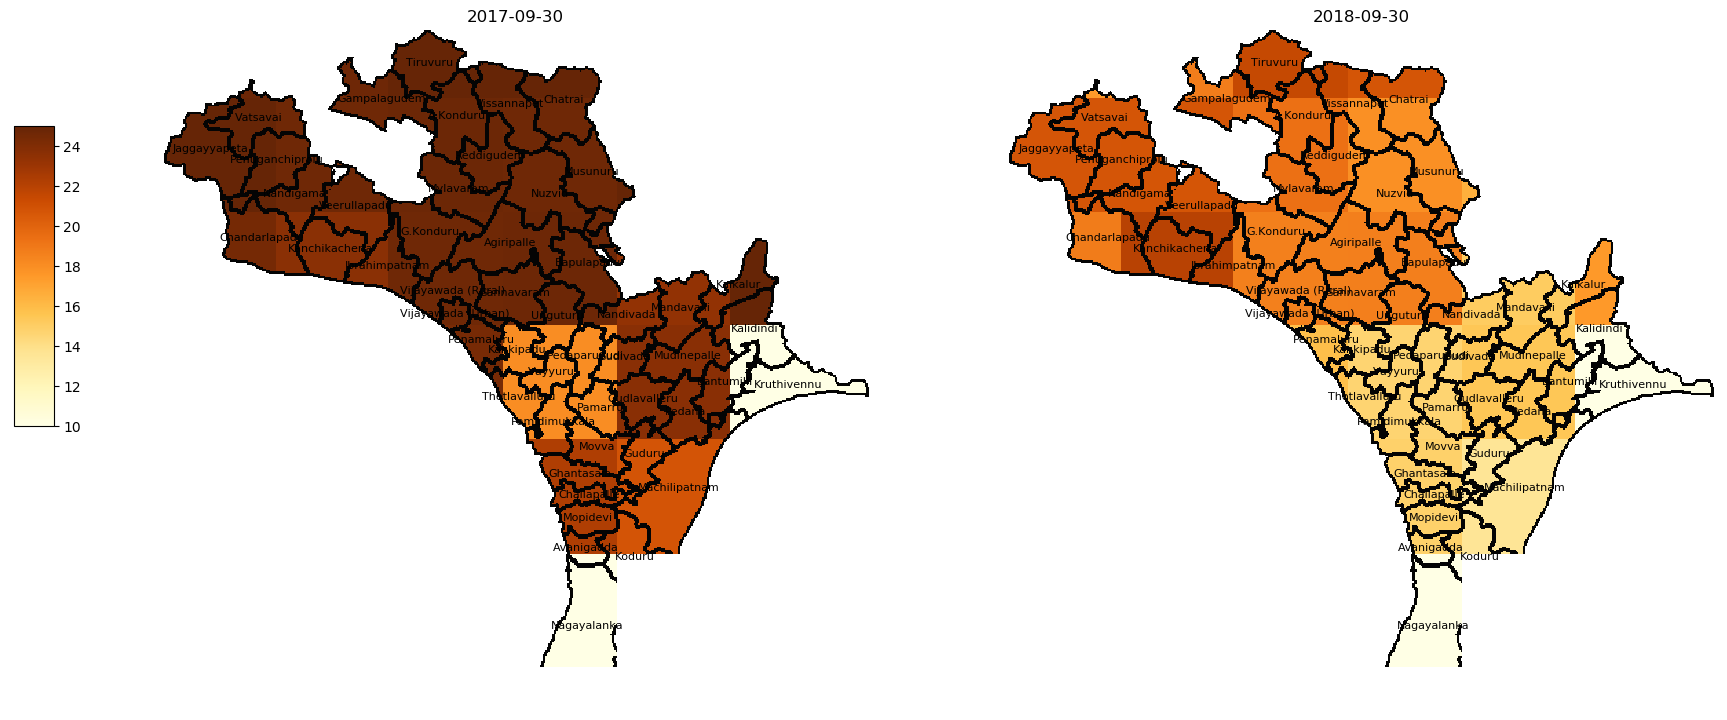 2017-09-30
2018-09-30
24
22
20
18
16
14
12
10
Tiruvuru
Gampalagudem
Vissannapet
Chatrai
A.Konduru
Vatsavai
Jaggayyapeta
Penuganchiprolu
Reddigudem
Musunuru
Nandigama
Mylavaram
Nuzvid
Veerullapadu
Chandarlapadu
Kanchikacherla
G.Konduru
Agiripalle
Ibrahimpatnam
Bapulapadu
Vijayawada (Rural)
Gannavaram
Kaikalur
Vijayawada (Urban)
Unguturu
Nandivada
Mandavalli
Kalidindi
Penamaluru
Kankipadu
Pedaparupudi
Gudivada
Mudinepalle
Vuyyuru
Bantumilli
Kruthivennu
Thotlavalluru
Pamarru
Gudlavalleru
Pedana
Pamidimukkala
Movva
Guduru
Ghantasala
Machilipatnam
Challapalle
Mopidevi
Avanigadda
Koduru
Nagayalanka
Tiruvuru
Gampalagudem
Vissannapet
Chatrai
A.Konduru
Vatsavai
Jaggayyapeta
Penuganchiprolu
Reddigudem
Musunuru
Nandigama
Mylavaram
Nuzvid
Veerullapadu
Chandarlapadu
Kanchikacherla
G.Konduru
Agiripalle
Ibrahimpatnam
Bapulapadu
Vijayawada (Rural)
Gannavaram
Kaikalur
Vijayawada (Urban)
Unguturu
Nandivada
Mandavalli
Kalidindi
Penamaluru
Kankipadu
Pedaparupudi
Gudivada
Mudinepalle
Vuyyuru
Bantumilli
Kruthivennu
Thotlavalluru
Pamarru
Gudlavalleru
Pedana
Pamidimukkala
Movva
Guduru
Ghantasala
Machilipatnam
Challapalle
Mopidevi
Avanigadda
Koduru
Nagayalanka